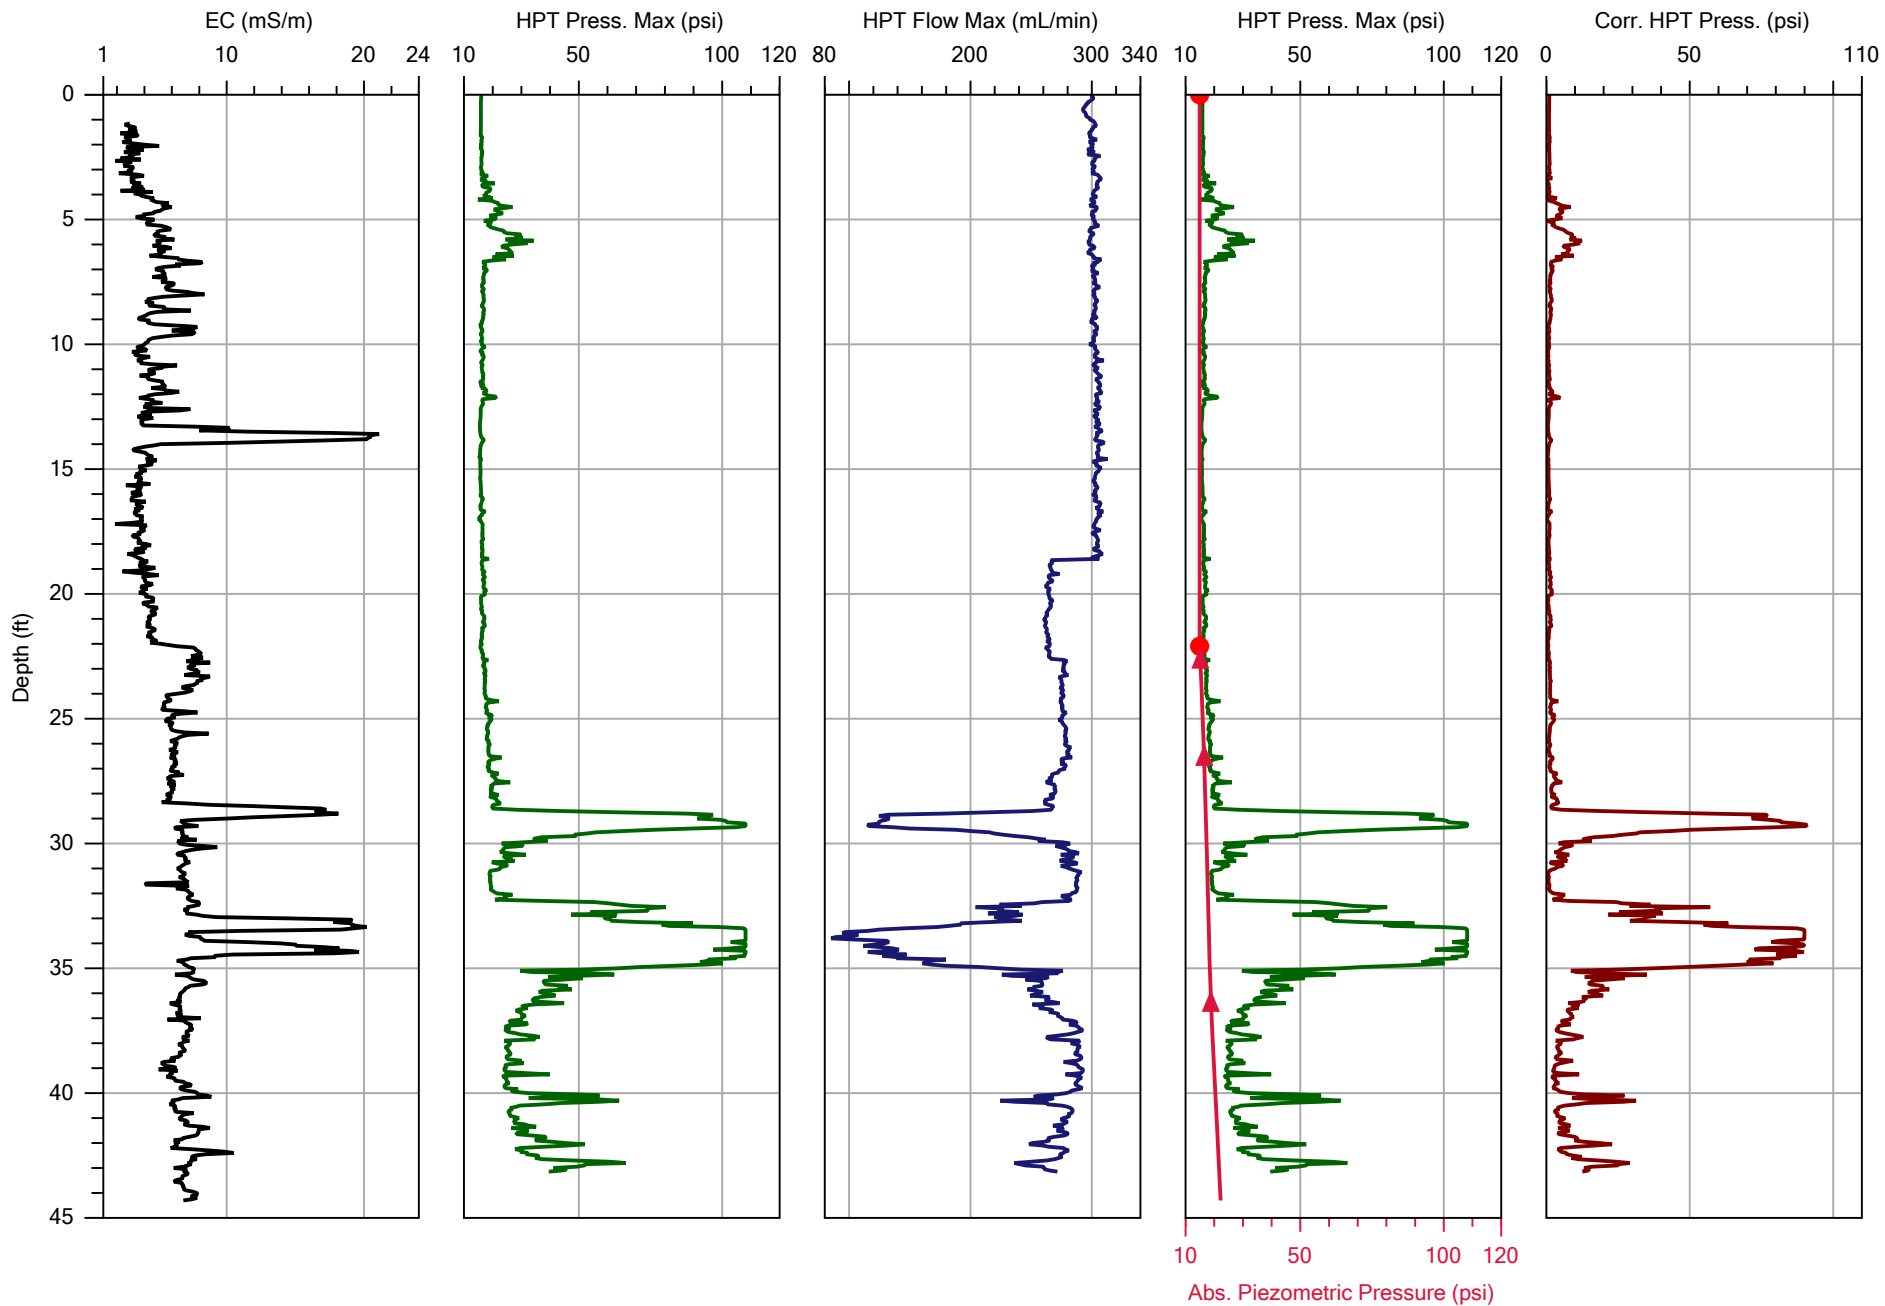 EC (mS/m) HPT Press. Max (psi) HPT Flow Max (mL/min) HPT Press. Max (psi) Corr. HPT Press. (psi)
1 10 20 24 10 50 100 120 80 200 300 340 10 50 100 120 0 50 110
0
5
10
15
20
Depth (ft)
25
30
35
40
45
10 50 100 120
Abs. Piezometric Pressure (psi)